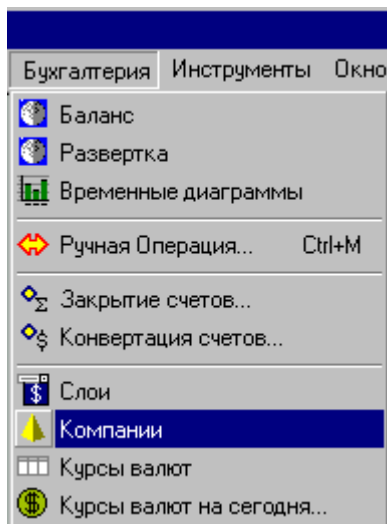 Бухгалтерия Инструменты Окно
Баланс
Развертка
Временные диаграммы
Ручная Операция... Ctrl+M
Закрытие счетов...
Конвертация счетов...
Слои
Компании
Курсы валют
Курсы валют на сегодня...